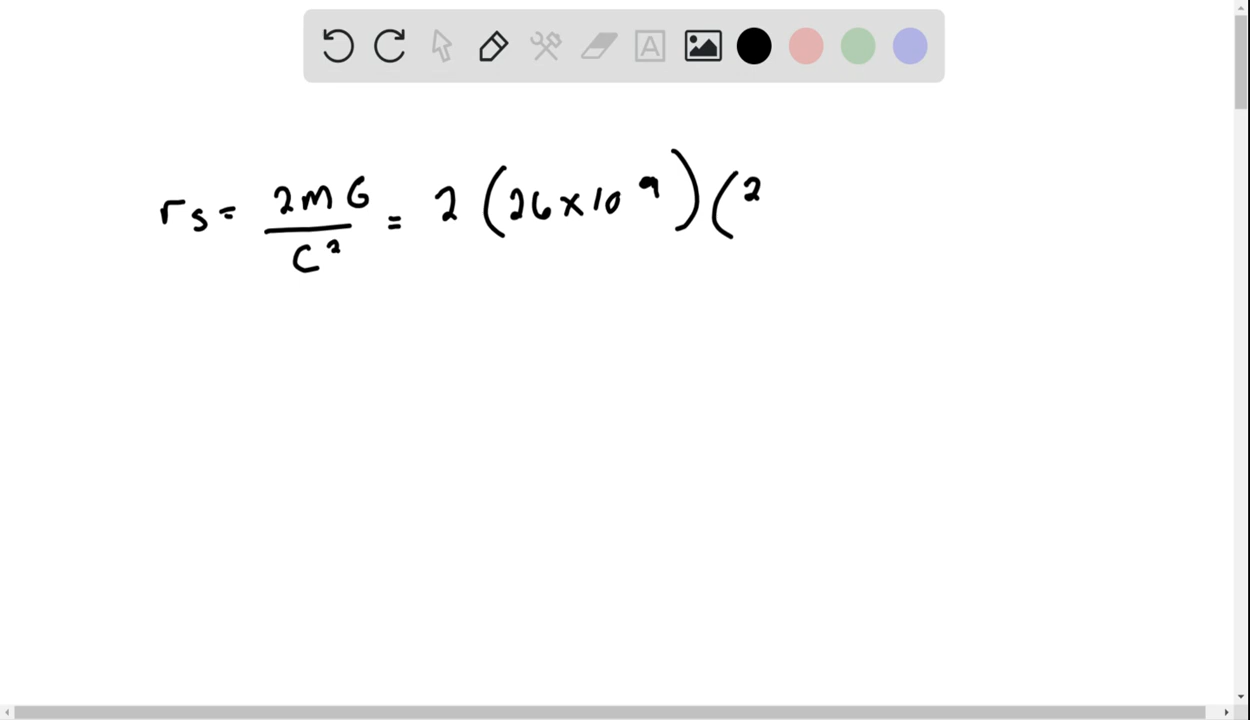 A
rs = 2MG / C² = 2 (26 x 10⁹) (2